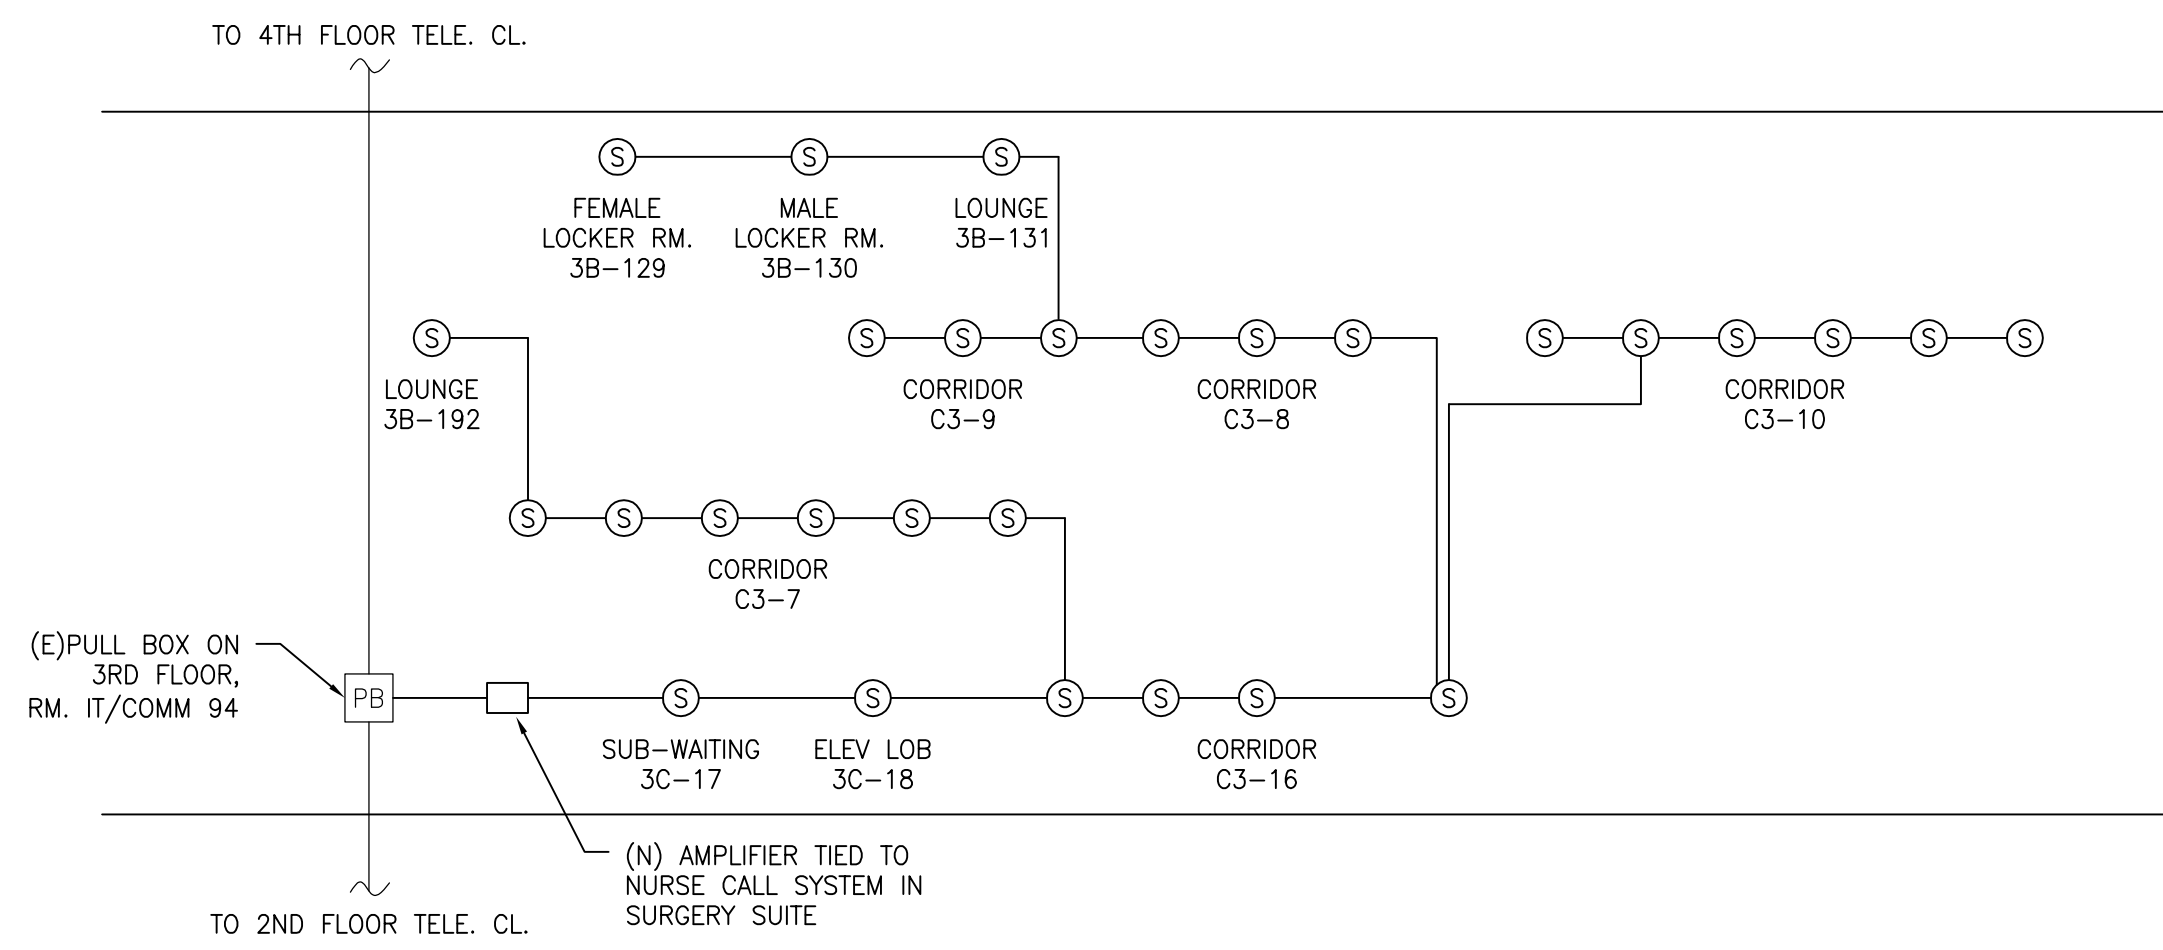 TO 4TH FLOOR TELE. CL.
S S S
FEMALE
LOCKER RM.
3B-129
MALE
LOCKER RM.
3B-130
LOUNGE
3B-131
S S S S S S S S S S S S S
LOUNGE
3B-192
CORRIDOR
C3-9
CORRIDOR
C3-8
CORRIDOR
C3-10
S S S S S S
CORRIDOR
C3-7
(E)PULL BOX ON
3RD FLOOR,
RM. IT/COMM 94
PB S S S S S S
SUB-WAITING
3C-17
ELEV LOB
3C-18
CORRIDOR
C3-16
(N) AMPLIFIER TIED TO
NURSE CALL SYSTEM IN
SURGERY SUITE
TO 2ND FLOOR TELE. CL.